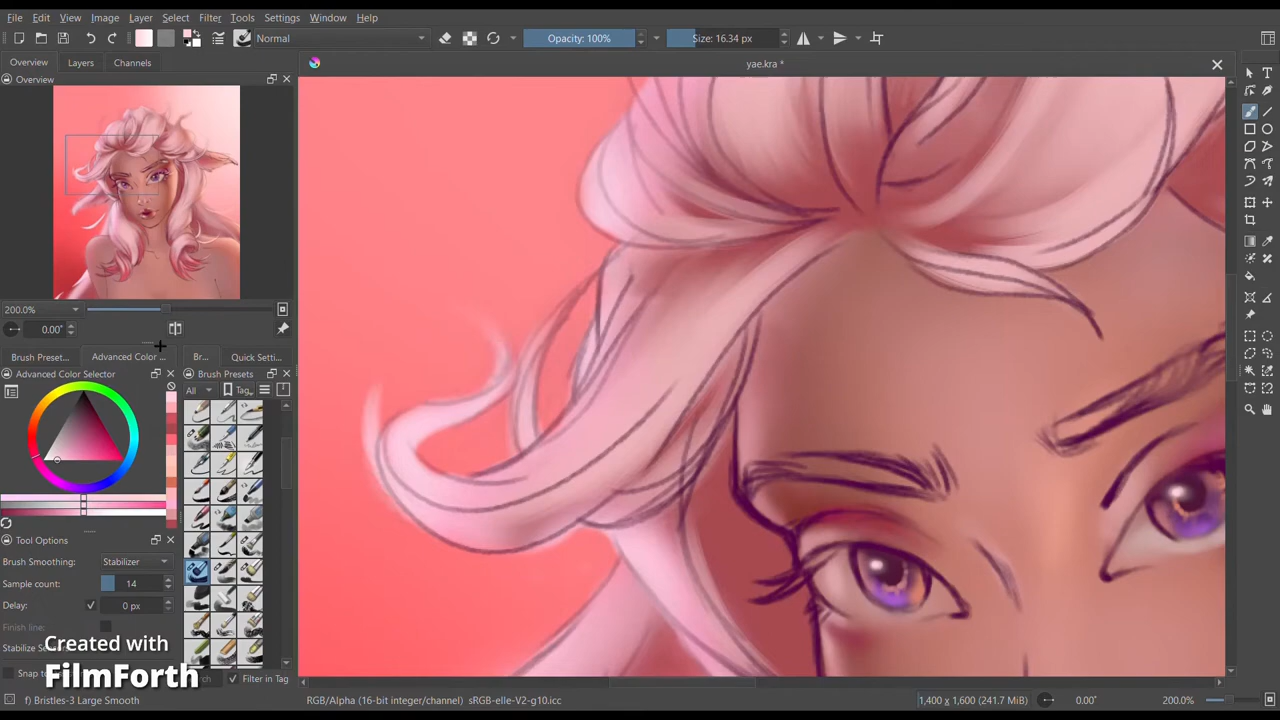 File Edit View Image Layer Select Filter Tools Settings Window Help
Normal Opacity: 100% Size: 16.34 px
Overview Layers Channels
yae.kra *
Overview
200.0%
0.00°
Brush Preset... Advanced Color ... Br... Quick Setti...
Advanced Color Selector Brush Presets
All Tag
Tool Options
Brush Smoothing: Stabilizer
Sample count: 14
Delay: 0 px
Finish line:
Stabilize
Snap to
Filter in Tag
Created with
FilmForth
f) Bristles-3 Large Smooth RGB/Alpha (16-bit integer/channel) sRGB-elle-V2-g10.icc 1,400 x 1,600 (241.7 MiB) 0.00° 200.0%